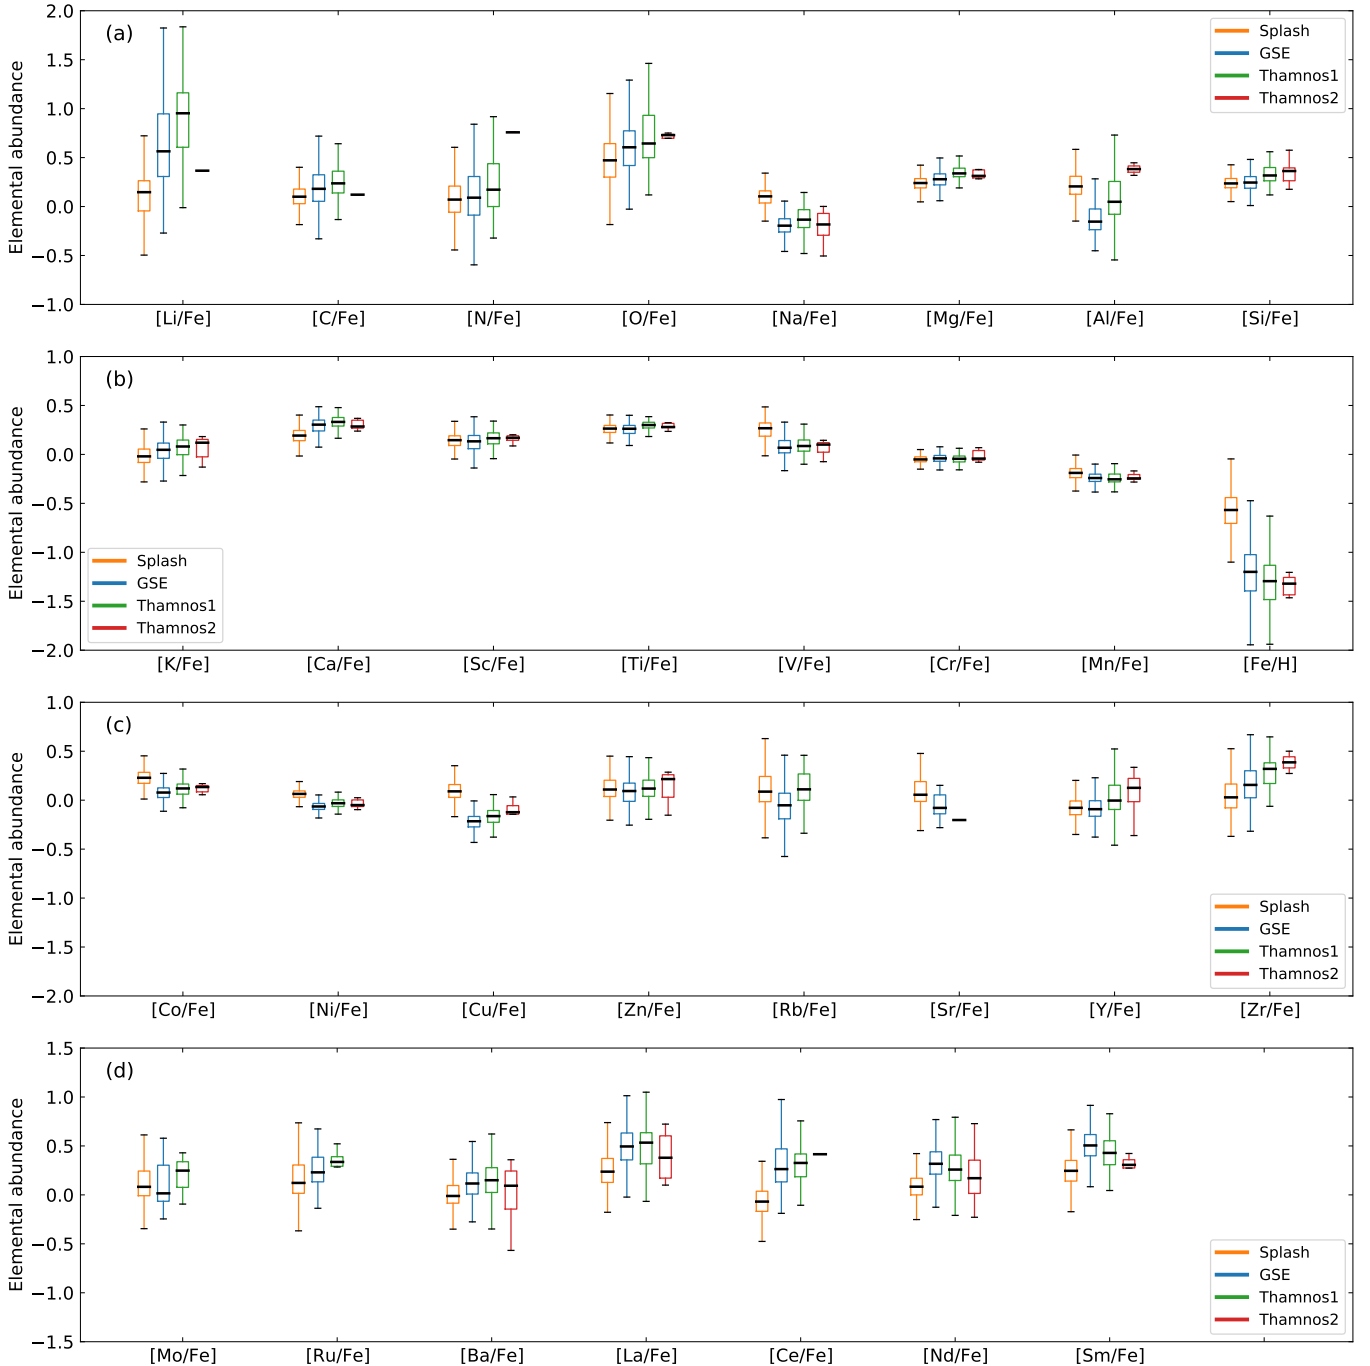 (a)
Elemental abundance
2.0
1.5
1.0
0.5
0.0
−0.5
−1.0
Splash
GSE
Thamnos1
Thamnos2
[Li/Fe] [C/Fe] [N/Fe] [O/Fe] [Na/Fe] [Mg/Fe] [Al/Fe] [Si/Fe]
(b)
Elemental abundance
1.0
0.5
0.0
−0.5
−1.0
−1.5
−2.0
Splash
GSE
Thamnos1
Thamnos2
[K/Fe] [Ca/Fe] [Sc/Fe] [Ti/Fe] [V/Fe] [Cr/Fe] [Mn/Fe] [Fe/H]
(c)
Elemental abundance
1.0
0.5
0.0
−0.5
−1.0
−1.5
−2.0
Splash
GSE
Thamnos1
Thamnos2
[Co/Fe] [Ni/Fe] [Cu/Fe] [Zn/Fe] [Rb/Fe] [Sr/Fe] [Y/Fe] [Zr/Fe]
(d)
Elemental abundance
1.5
1.0
0.5
0.0
−0.5
−1.0
−1.5
Splash
GSE
Thamnos1
Thamnos2
[Mo/Fe] [Ru/Fe] [Ba/Fe] [La/Fe] [Ce/Fe] [Nd/Fe] [Sm/Fe]